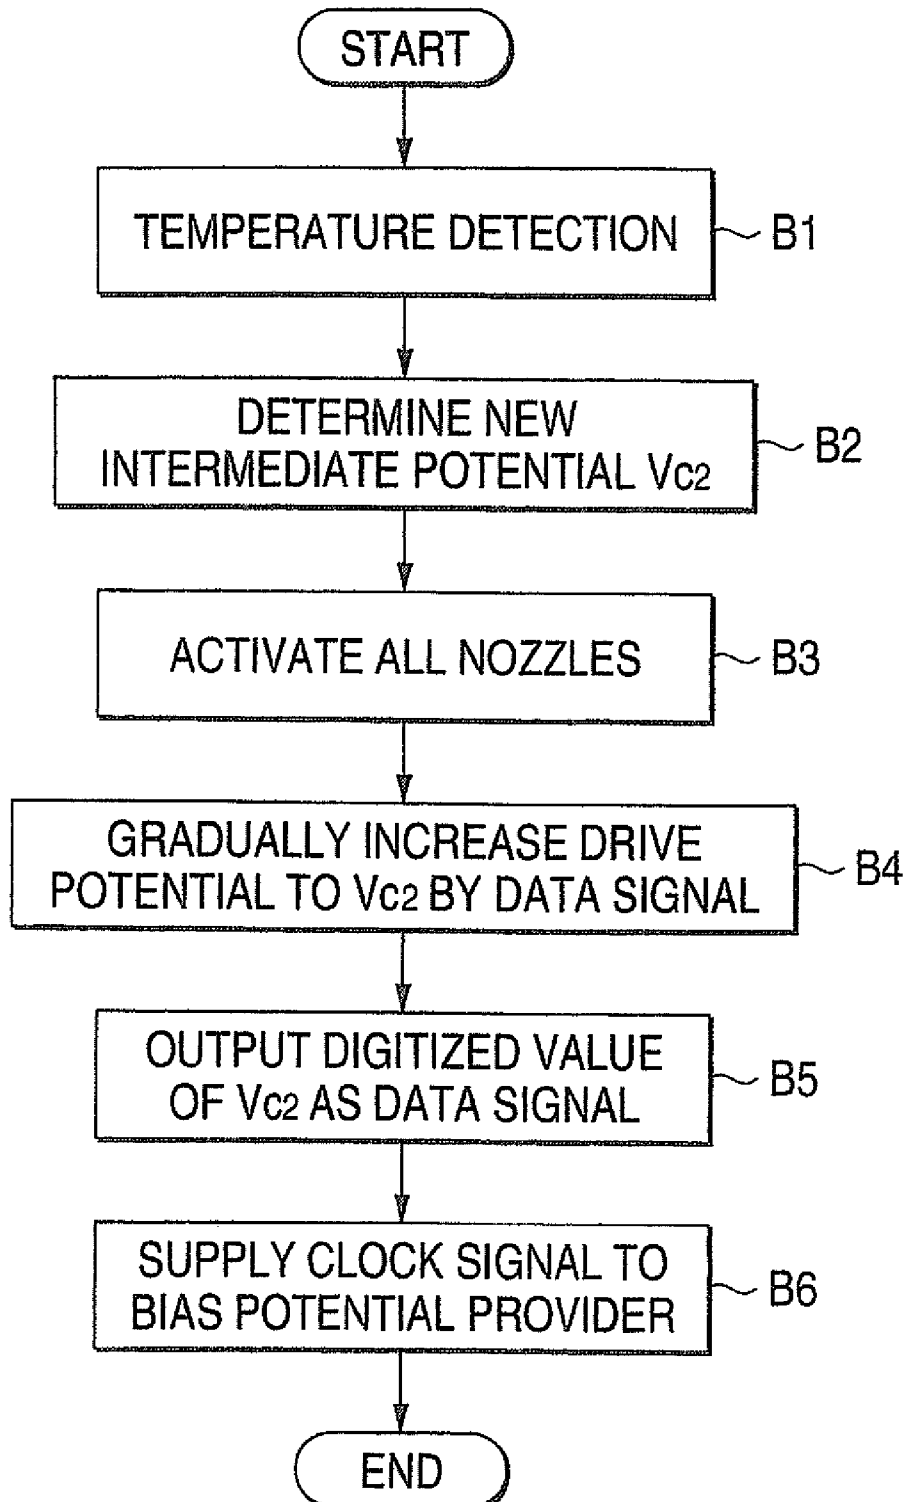 START
TEMPERATURE DETECTION
B1
DETERMINE NEW
INTERMEDIATE POTENTIAL Vc2
B2
ACTIVATE ALL NOZZLES
B3
GRADUALLY INCREASE DRIVE
POTENTIAL TO Vc2 BY DATA SIGNAL
B4
OUTPUT DIGITIZED VALUE
OF Vc2 AS DATA SIGNAL
B5
SUPPLY CLOCK SIGNAL TO
BIAS POTENTIAL PROVIDER
B6
END